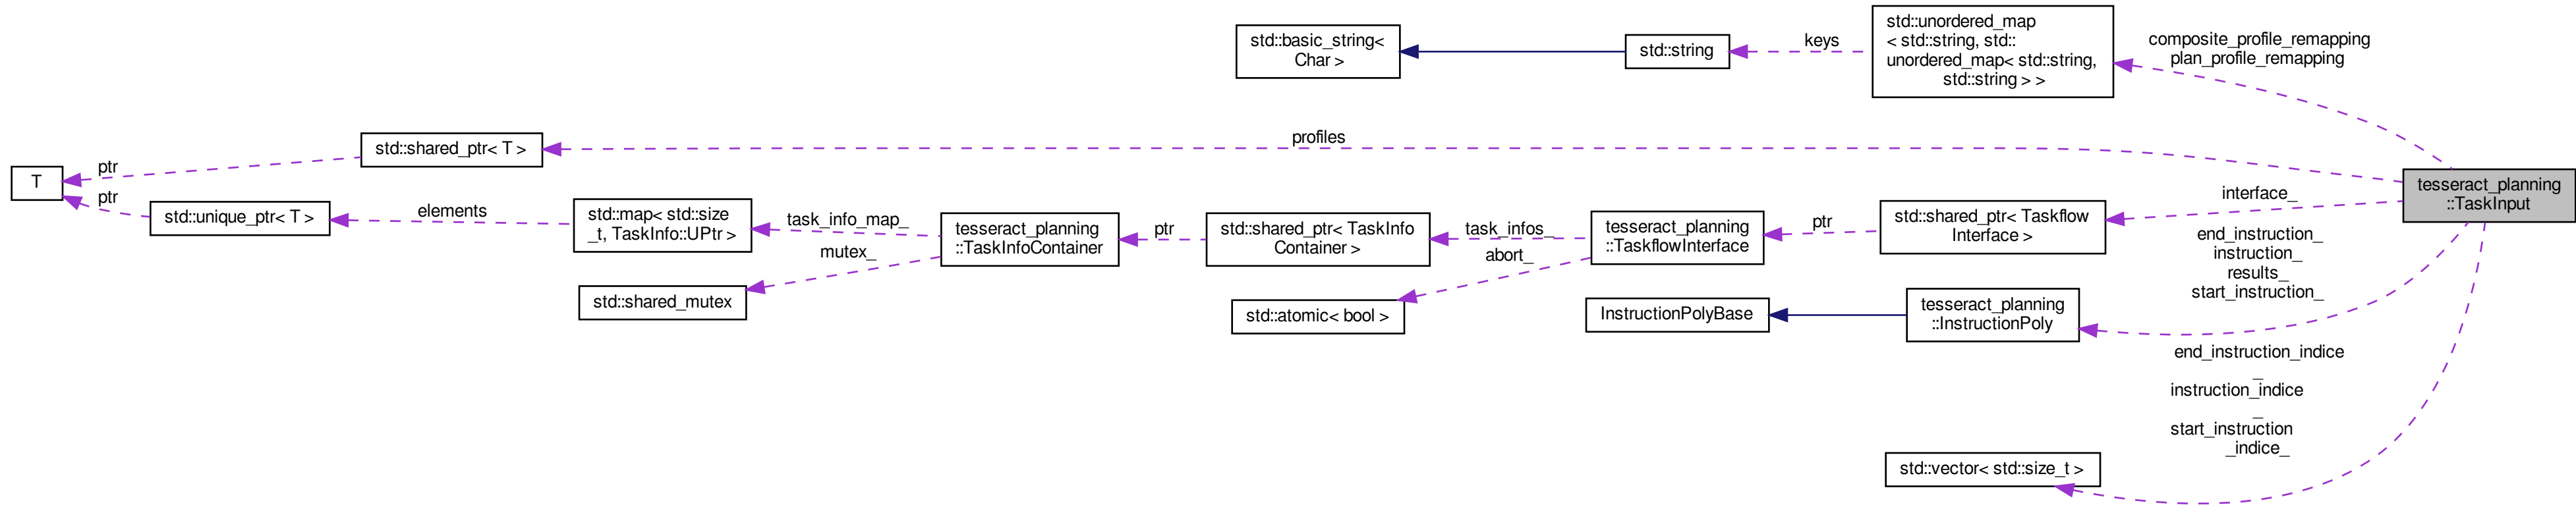 std::unordered_map
< std::string, std::
unordered_map< std::string,
std::string > >
std::basic_string<
Char >
std::string
keys
composite_profile_remapping
plan_profile_remapping
profiles
std::shared_ptr< T >
ptr
T
ptr
std::unique_ptr< T >
elements
std::map< std::size
_t, TaskInfo::UPtr >
task_info_map_
mutex_
std::shared_mutex
tesseract_planning
::TaskInfoContainer
ptr
std::shared_ptr< TaskInfo
Container >
task_infos_
abort_
std::atomic< bool >
tesseract_planning
::TaskflowInterface
ptr
std::shared_ptr< Taskflow
Interface >
interface_
tesseract_planning
::TaskInput
end_instruction_
instruction_
results_
start_instruction_
InstructionPolyBase
tesseract_planning
::InstructionPoly
end_instruction_indice
_
instruction_indice
_
start_instruction
_indice_
std::vector< std::size_t >